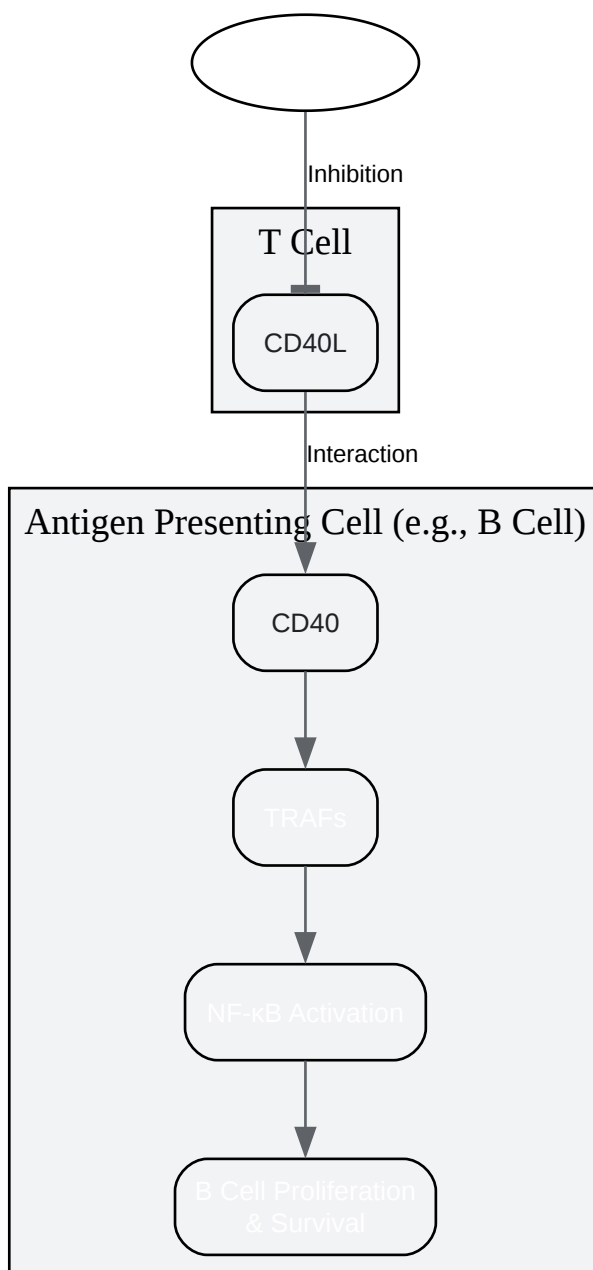 Inhibition
T Cell
CD40L
Interaction
Antigen Presenting Cell (e.g., B Cell)
CD40
TRAFs
NF-κB Activation
B Cell Proliferation
& Survival